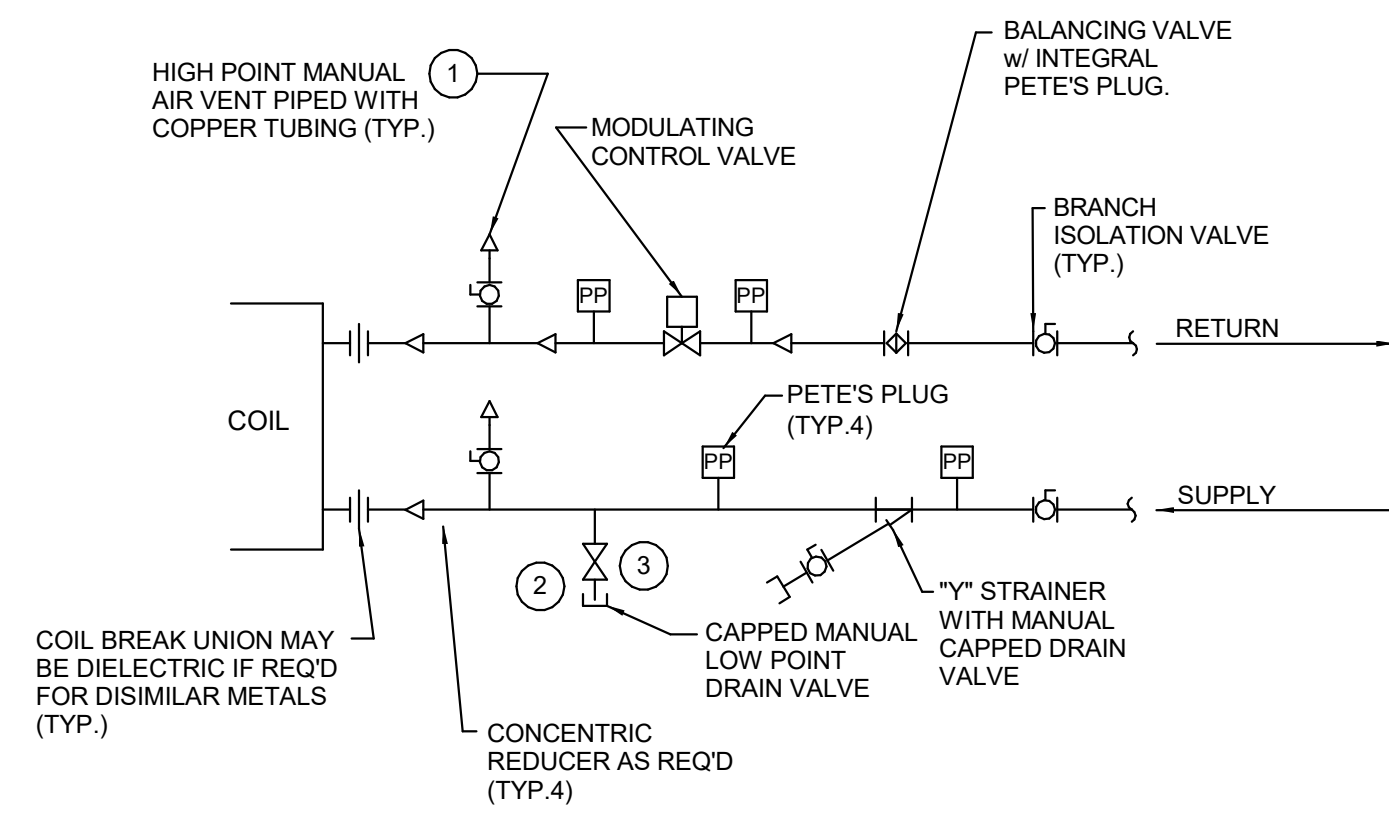 HIGH POINT MANUAL
AIR VENT PIPED WITH
COPPER TUBING (TYP.)
1
MODULATING
CONTROL VALVE
BALANCING VALVE
w/ INTEGRAL
PETE'S PLUG.
BRANCH
ISOLATION VALVE
(TYP.)
PP
PP
RETURN
COIL
PETE'S PLUG
(TYP.4)
PP
PP
SUPPLY
2
3
COIL BREAK UNION MAY
BE DIELECTRIC IF REQ'D
FOR DISIMILAR METALS
(TYP.)
CONCENTRIC
REDUCER AS REQ'D
(TYP.4)
CAPPED MANUAL
LOW POINT
DRAIN VALVE
"Y" STRAINER
WITH MANUAL
CAPPED DRAIN
VALVE